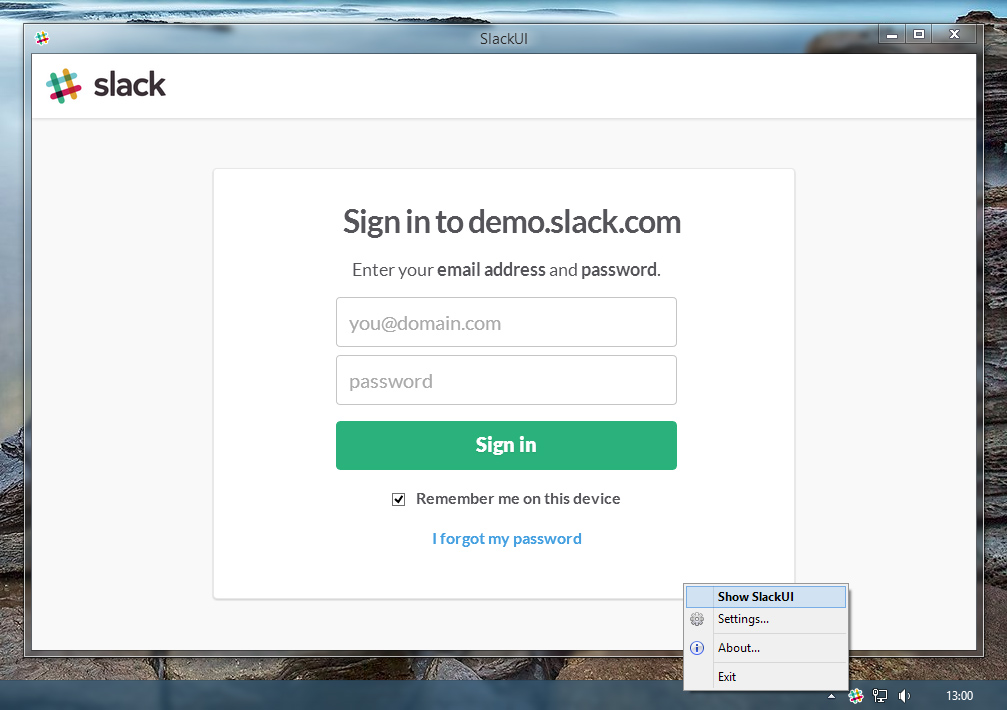 SlackUI
slack
Sign in to demo.slack.com
Enter your email address and password.
you@domain.com
password
Sign in
Remember me on this device
I forgot my password
Show SlackUI
Settings...
About...
Exit
13:00